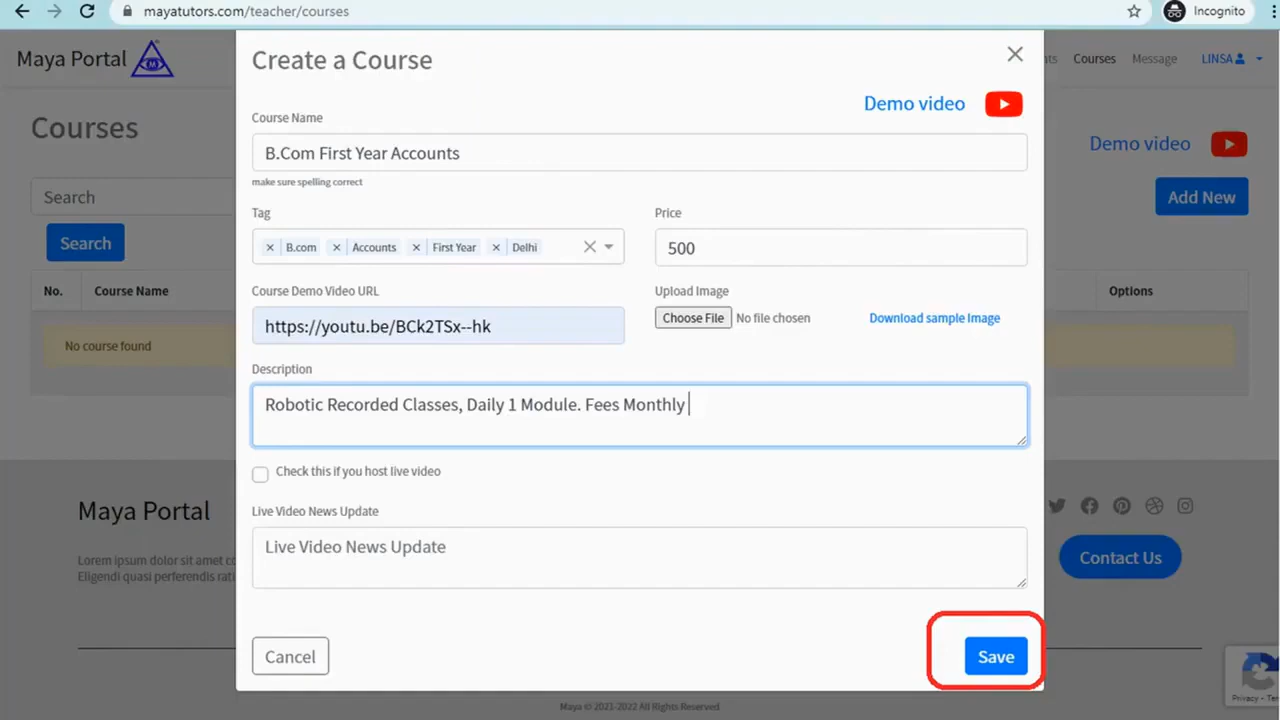 mayatutors.com/teacher/courses
Incognito
Maya Portal
M
Courses
Message
LINSA
Create a Course
Courses
Demo video
Demo video
Course Name
B.Com First Year Accounts
make sure spelling correct
Search
Add New
Search
Tag
Price
× B.com × Accounts × First Year × Delhi
500
No.
Course Name
Options
Course Demo Video URL
Upload Image
https://youtu.be/BCk2TSx--hk
Choose File No file chosen
Download sample Image
No course found
Description
Robotic Recorded Classes, Daily 1 Module. Fees Monthly
Check this if you host live video
Live Video News Update
Live Video News Update
Maya Portal
Lorem ipsum dolor sit amet
Eligendi quasi perferendis
Contact Us
Cancel
Save
Privacy
Maya © 2021-2022 All Rights Reserved